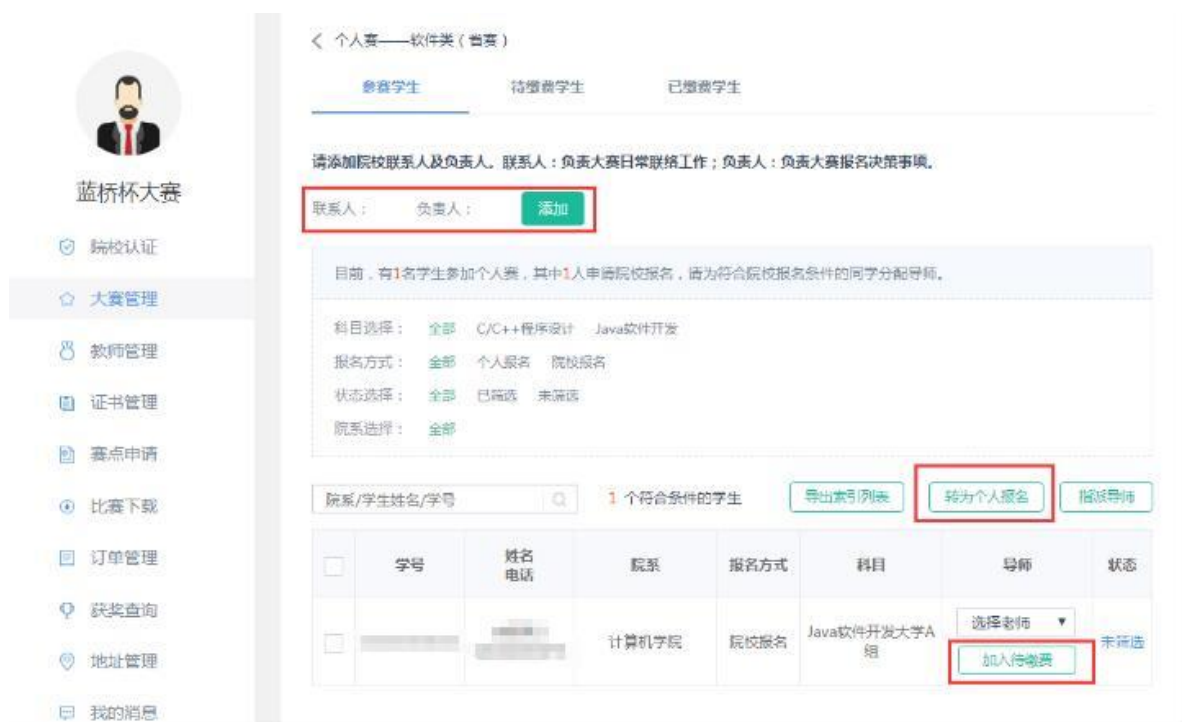 个人赛——软件类（省赛）
参赛学生 待缴费学生 已缴费学生
请添加院校联系人及负责人。联系人：负责大赛日常联络工作；负责人：负责大赛报名决策事项。
联系人： 负责人： 添加
目前，有1名学生参加个人赛，其中1人申请院校报名，请为符合院校报名条件的同学分配导师。
科目选择： 全部 C/C++程序设计 Java软件开发
报名方式： 全部 个人报名 院校报名
状态选择： 全部 已筛选 未筛选
院系选择： 全部
院系/学生姓名/学号 1 个符合条件的学生 导出索引列表 转为个人报名 指派导师
学号 姓名 电话 院系 报名方式 科目 导师 状态
计算机学院 院校报名 Java软件开发大学A组 选择老师 未筛选
加入待缴费
蓝桥杯大赛
院校认证
大赛管理
教师管理
证书管理
赛点申请
比赛下载
订单管理
获奖查询
地址管理
我的消息